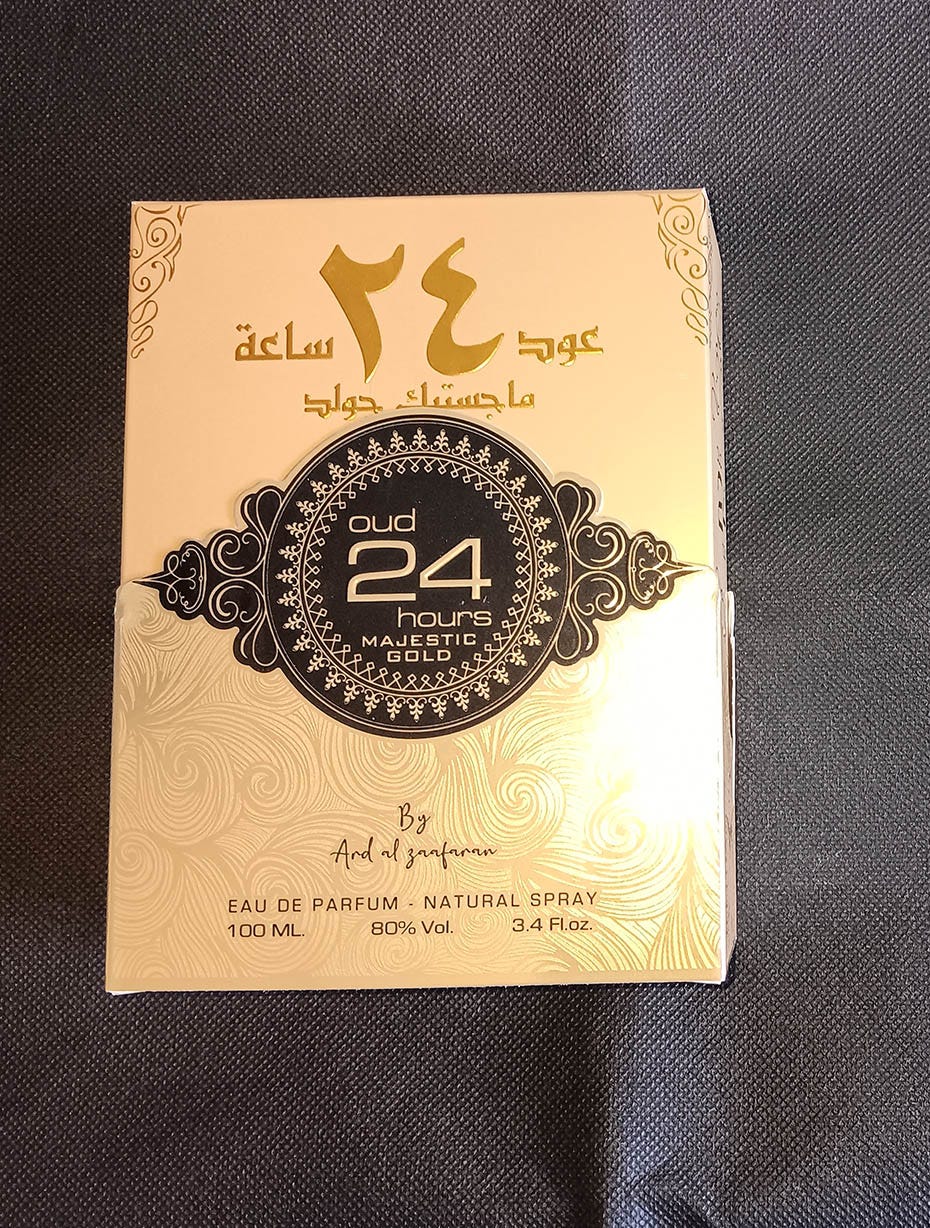 عود ٢٤ ساعة
ماجستيك جولد
oud
24
hours
MAJESTIC
GOLD
By
Ard al zaafaran
EAU DE PARFUM - NATURAL SPRAY
100 ML. 80% Vol. 3.4 Fl.oz.